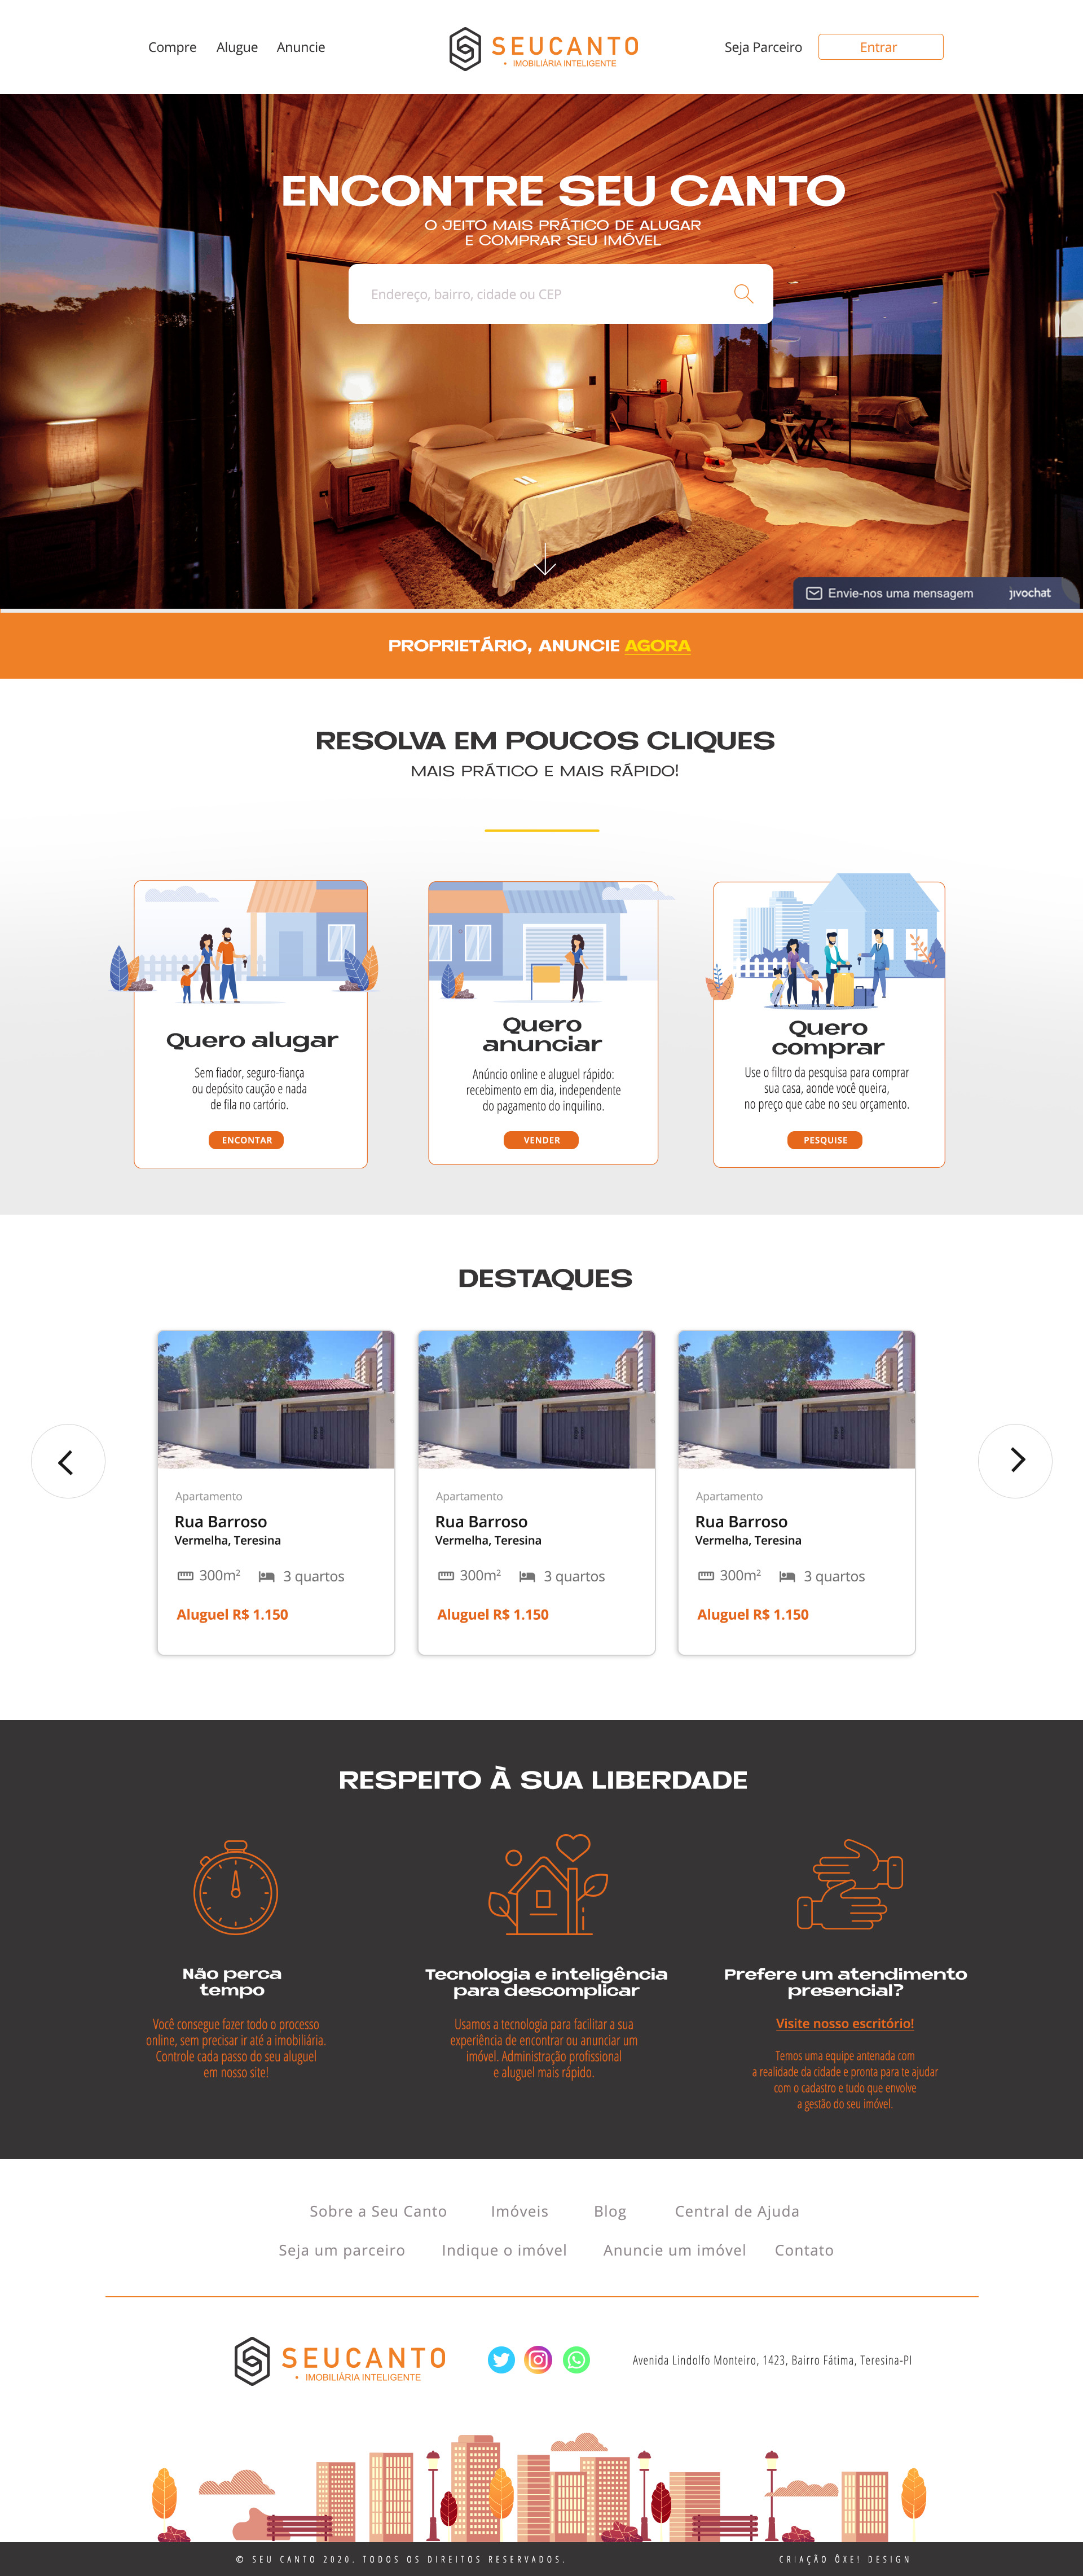 Compre Alugue Anuncie
SEUCANTO
• IMOBILIÁRIA INTELIGENTE
Seja Parceiro Entrar
ENCONTRE SEU CANTO
O JEITO MAIS PRÁTICO DE ALUGAR
E COMPRAR SEU IMÓVEL
Endereço, bairro, cidade ou CEP
Envie-nos uma mensagem jivochat
PROPRIETÁRIO, ANUNCIE AGORA
RESOLVA EM POUCOS CLIQUES
MAIS PRÁTICO E MAIS RÁPIDO!
Quero alugar
Sem fiador, seguro-fiança
ou depósito caução e nada
de fila no cartório.
ENCONTAR
Quero
anunciar
Anúncio online e aluguel rápido:
recebimento em dia, independente
do pagamento do inquilino.
VENDER
Quero
comprar
Use o filtro da pesquisa para comprar
sua casa, aonde você queira,
no preço que cabe no seu orçamento.
PESQUISE
DESTAQUES
Apartamento
Rua Barroso
Vermelha, Teresina
300m² 3 quartos
Aluguel R$ 1.150
Apartamento
Rua Barroso
Vermelha, Teresina
300m² 3 quartos
Aluguel R$ 1.150
Apartamento
Rua Barroso
Vermelha, Teresina
300m² 3 quartos
Aluguel R$ 1.150
RESPEITO À SUA LIBERDADE
Não perca
tempo
Você consegue fazer todo o processo
online, sem precisar ir até a imobiliária.
Controle cada passo do seu aluguel
em nosso site!
Tecnologia e inteligência
para descomplicar
Usamos a tecnologia para facilitar a sua
experiência de encontrar ou anunciar um
imóvel. Administração profissional
e aluguel mais rápido.
Prefere um atendimento
presencial?
Visite nosso escritório!
Temos uma equipe antenada com
a realidade da cidade e pronta para te ajudar
com o cadastro e tudo que envolve
a gestão do seu imóvel.
Sobre a Seu Canto Imóveis Blog Central de Ajuda
Seja um parceiro Indique o imóvel Anuncie um imóvel Contato
SEUCANTO
• IMOBILIÁRIA INTELIGENTE
Avenida Lindolfo Monteiro, 1423, Bairro Fátima, Teresina-PI
© SEU CANTO 2020. TODOS OS DIREITOS RESERVADOS.
CRIAÇÃO ÔXE! DESIGN